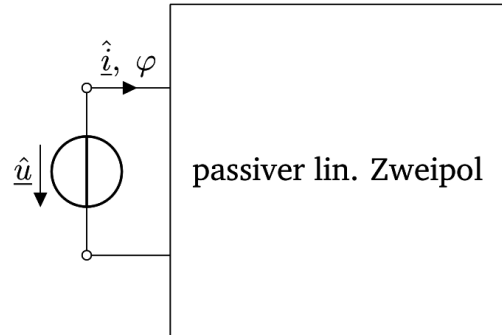 î, φ
û
passiver lin. Zweipol